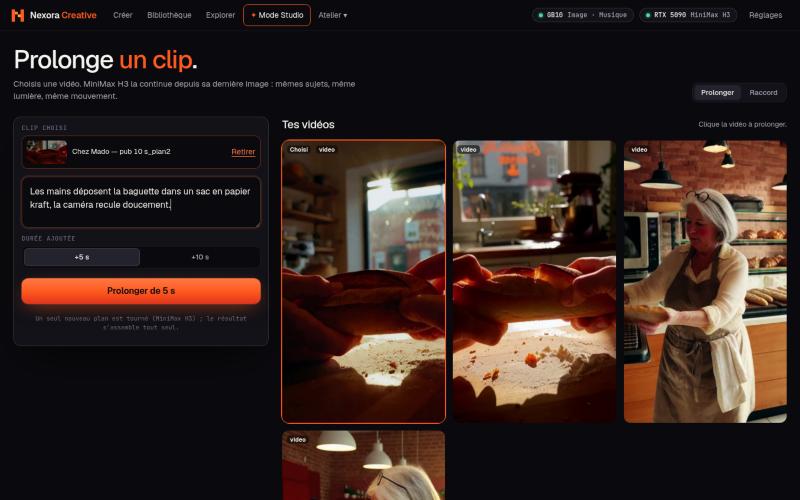 Nexora Creative
Créer
Bibliothèque
Explorer
✦ Mode Studio
Atelier ▾
GB10 Image · Musique
RTX 5090 MiniMax H3
Réglages
Prolonge un clip.
Choisis une vidéo. MiniMax H3 la continue depuis sa dernière image : mêmes sujets, même
lumière, même mouvement.
Prolonger
Raccord
CLIP CHOISI
Chez Mado — pub 10 s_plan2
Retirer
Les mains déposent la baguette dans un sac en papier
kraft, la caméra recule doucement.
DURÉE AJOUTÉE
+5 s
+10 s
Prolonger de 5 s
Un seul nouveau plan est tourné (MiniMax H3) ; le résultat
s'assemble tout seul.
Tes vidéos
Clique la vidéo à prolonger.
Choisi
video
video
video
video